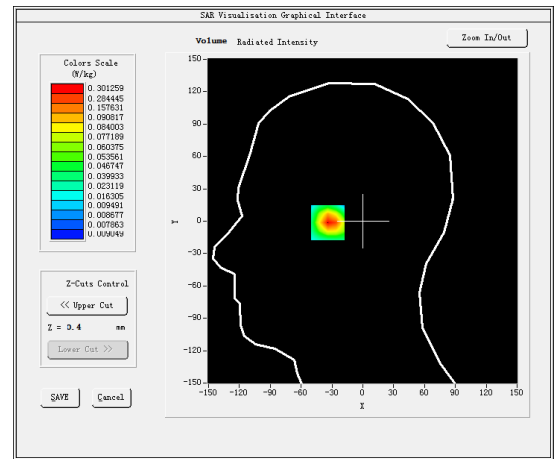 SAR Visualisation Graphical Interface
Volume Radiated Intensity
Zoom In/Out
Colors Scale
(W/kg)
0.301259
0.284445
0.157631
0.090817
0.084003
0.077189
0.060375
0.053561
0.046747
0.039933
0.023119
0.016305
0.009491
0.008677
0.007863
0.009049
Z-Cuts Control
<< Upper Cut
Z = 0.4 mm
Lower Cut >>
SAVE Cancel
150
120
90
60
30
0
-30
-60
-90
-120
-150
Y
-150 -120 -90 -60 -30 0 30 60 90 120 150
X